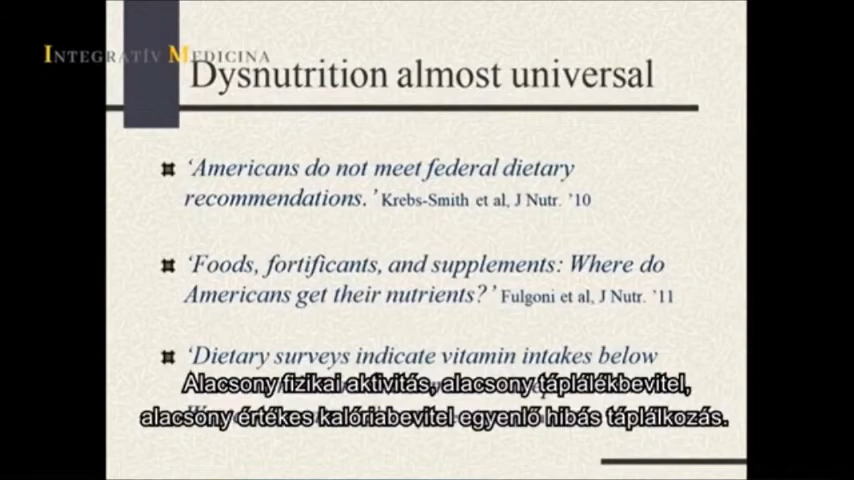 INTEGRATÍV MEDICINA
Dysnutrition almost universal
‘Americans do not meet federal dietary
recommendations.’ Krebs-Smith et al, J Nutr. ’10
‘Foods, fortificants, and supplements: Where do
Americans get their nutrients?’ Fulgoni et al, J Nutr. ’11
‘Dietary surveys indicate vitamin intakes below
Alacsony fizikai aktivitás, alacsony táplálékbevitel,
alacsony értékes kalóriabevitel egyenlő hibás táplálkozás.